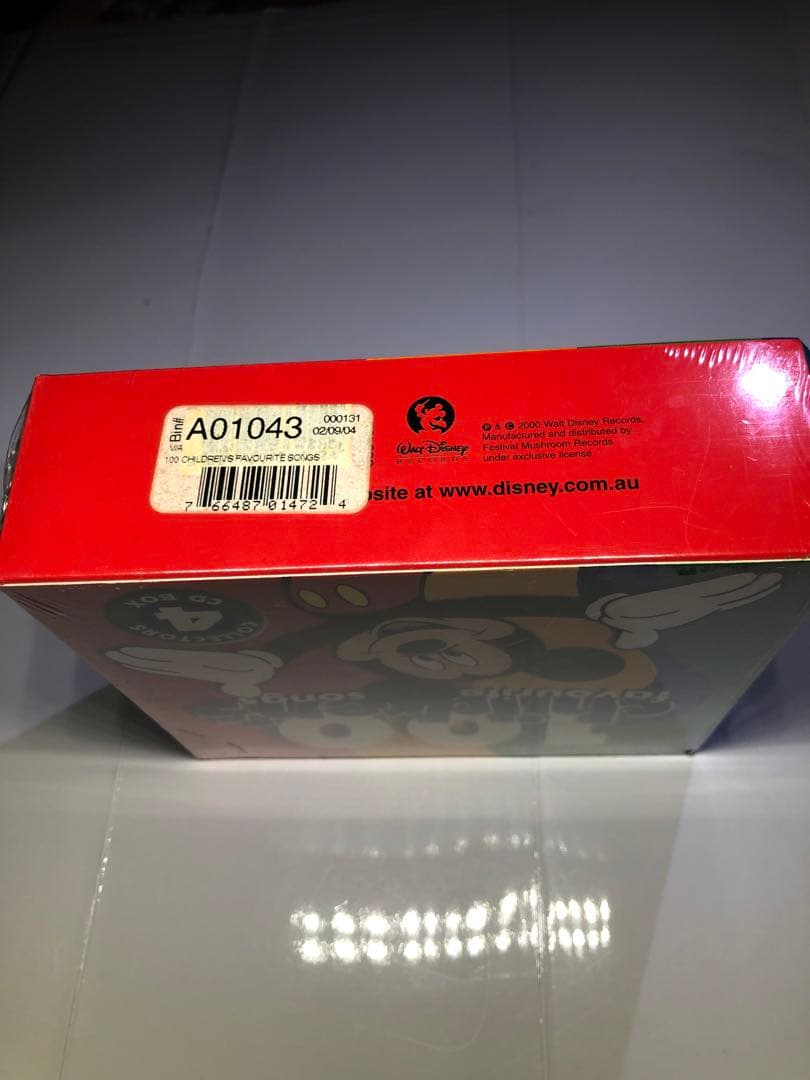 Bin#
A01043
000131
02/09/04
V/A
100 CHILDREN'S FAVOURITE SONGS
7 66487 01472 4
WALT DISNEY
RECORDS
℗ & © 2000 Walt Disney Records.
Manufactured and distributed by
Festival Mushroom Records
under exclusive license
site at www.disney.com.au
COLLECTORS
4
CD BOX
100
favourite
songs